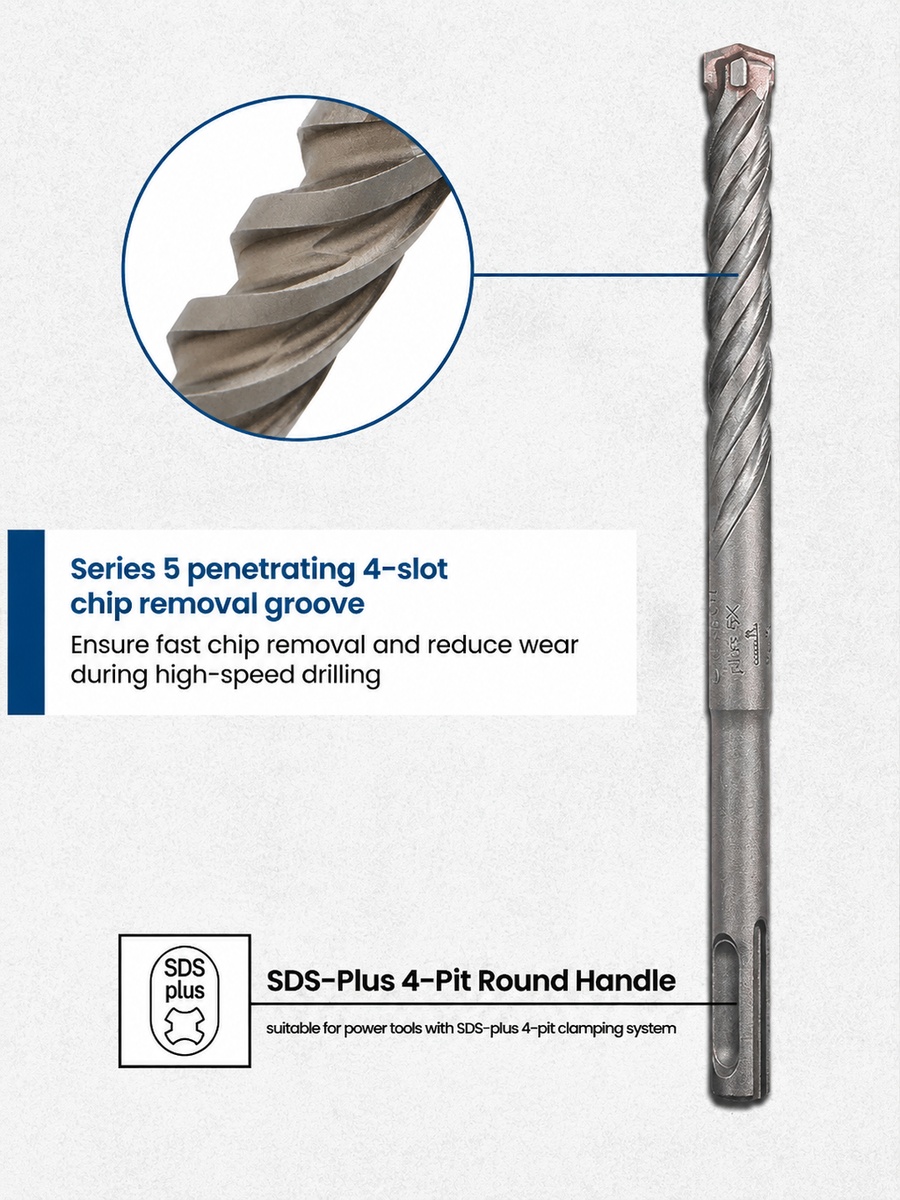 Series 5 penetrating 4-slot
chip removal groove
Ensure fast chip removal and reduce wear
during high-speed drilling
plus 5X
SDS
plus
SDS-Plus 4-Pit Round Handle
suitable for power tools with SDS-plus 4-pit clamping system